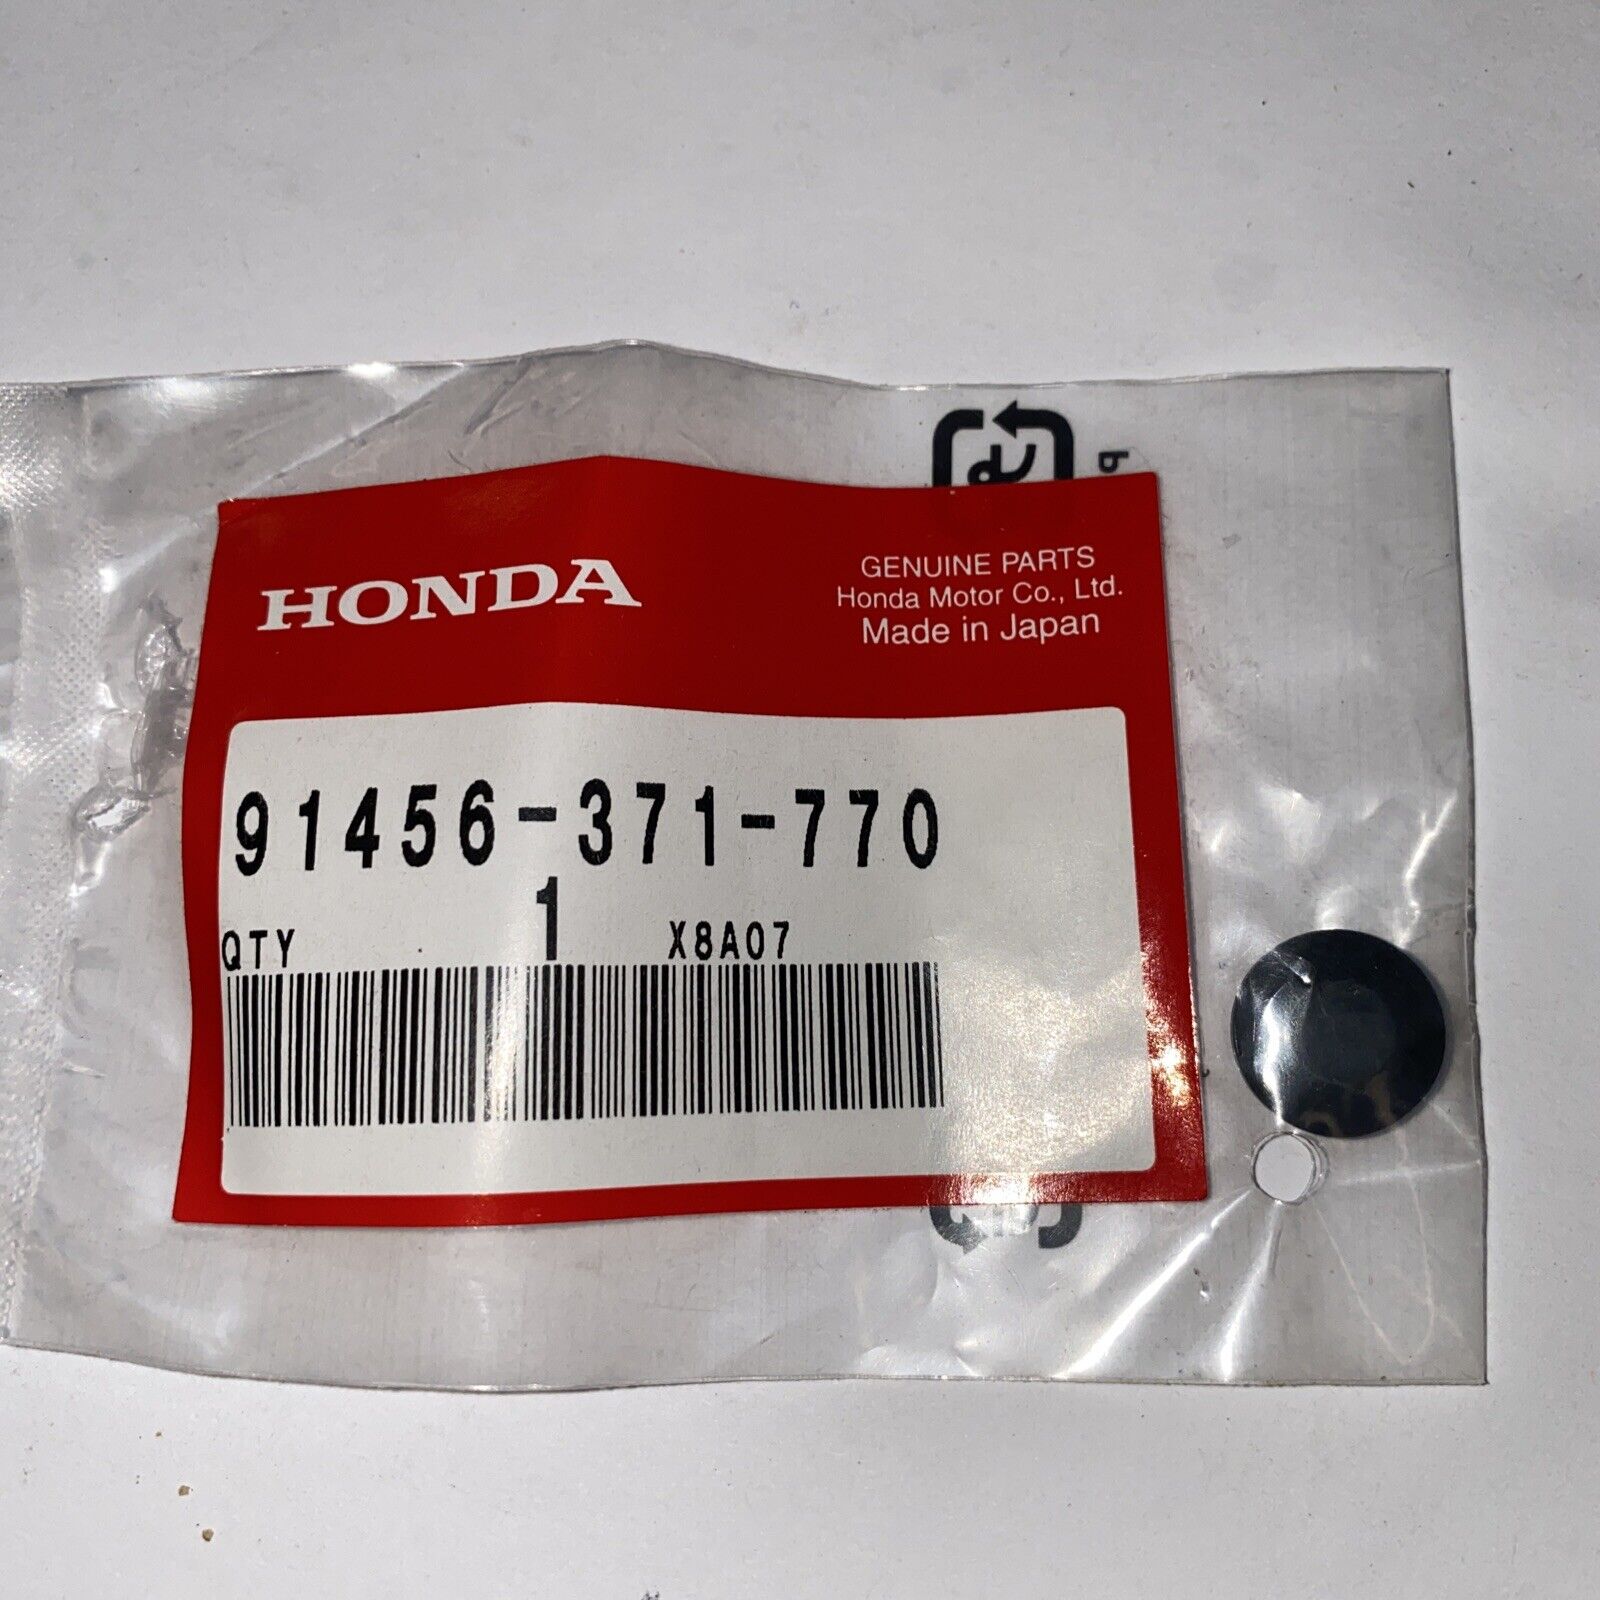 HONDA
GENUINE PARTS
Honda Motor Co., Ltd.
Made in Japan
91456-371-770
QTY 1 X8A07